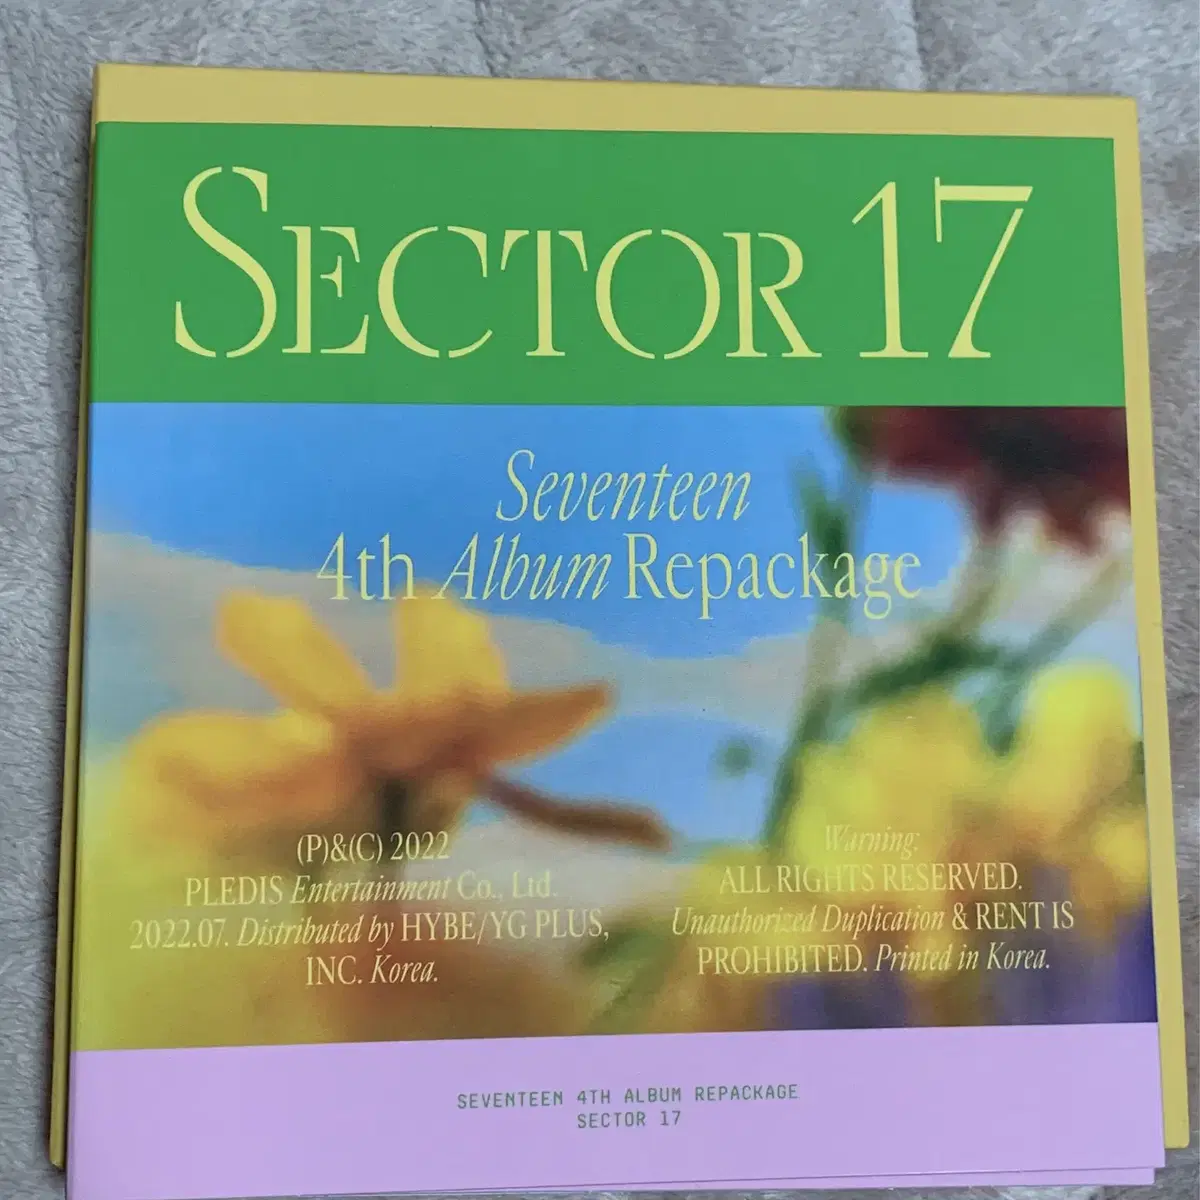 SECTOR 17
Seventeen
4th Album Repackage
(P)&(C) 2022
PLEDIS Entertainment Co., Ltd.
2022.07. Distributed by HYBE/YG PLUS,
INC. Korea.
Warning:
ALL RIGHTS RESERVED.
Unauthorized Duplication & RENT IS
PROHIBITED. Printed in Korea.
SEVENTEEN 4TH ALBUM REPACKAGE
SECTOR 17